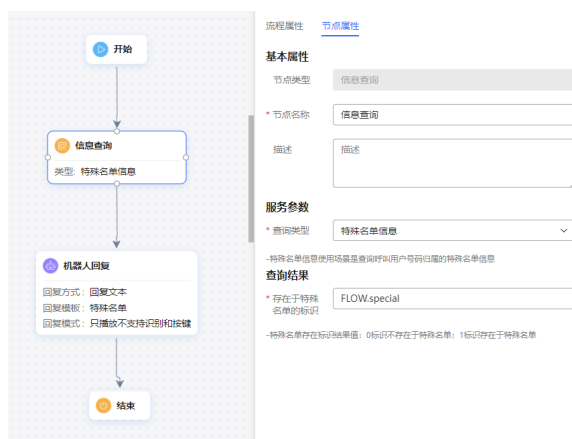 开始
信息查询
类型: 特殊名单信息
机器人回复
回复方式: 回复文本
回复模板: 特殊名单
回复模式: 只播放不支持识别和按键
结束
流程属性 节点属性
基本属性
节点类型 信息查询
* 节点名称 信息查询
描述 描述
服务参数
* 查询类型 特殊名单信息
-特殊名单信息使用场景是查询呼叫用户号码归属的特殊名单信息
查询结果
* 存在于特殊 FLOW.special
名单的标识
-特殊名单存在标识结果值：0标识不存在于特殊名单；1标识存在于特殊名单